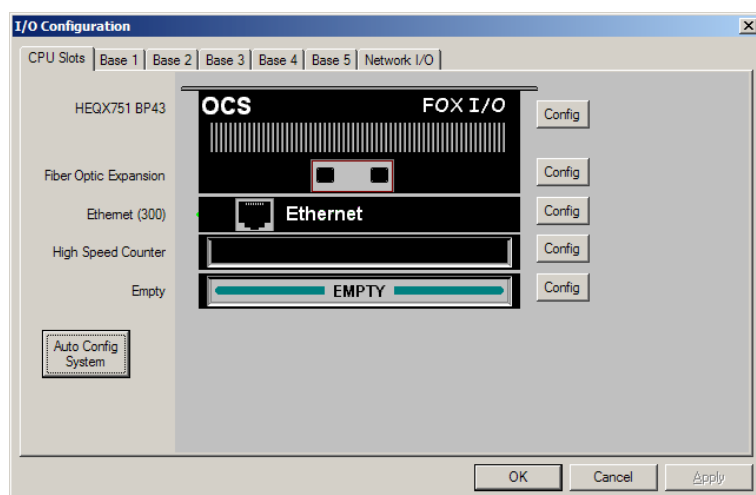 I/O Configuration
CPU Slots Base 1 Base 2 Base 3 Base 4 Base 5 Network I/O
HEQX751 BP43 OCS FOX I/O Config
Fiber Optic Expansion Config
Ethernet (300) Ethernet Config
High Speed Counter Config
Empty EMPTY Config
Auto Config
System
OK Cancel Apply